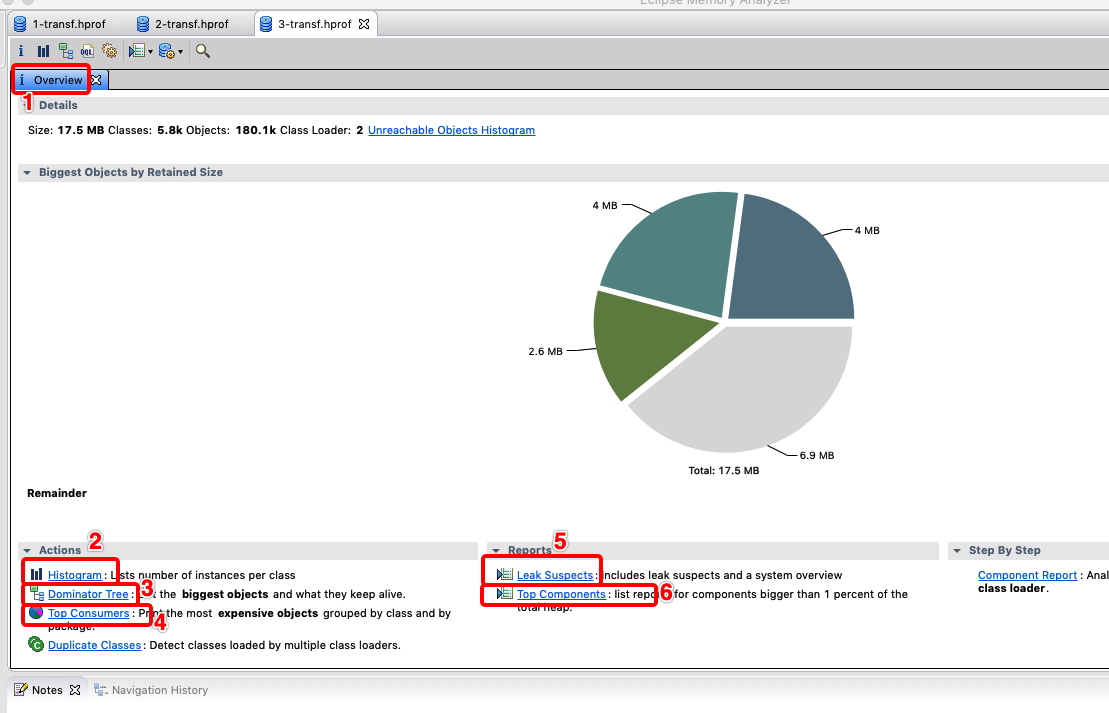 Eclipse Memory Analyzer
1-transf.hprof 2-transf.hprof 3-transf.hprof
i OQL
i Overview
1 Details
Size: 17.5 MB Classes: 5.8k Objects: 180.1k Class Loader: 2 Unreachable Objects Histogram
Biggest Objects by Retained Size
4 MB
4 MB
2.6 MB
6.9 MB
Total: 17.5 MB
Remainder
Actions 2
Histogram: Lists number of instances per class
Dominator Tree: 3 the biggest objects and what they keep alive.
Top Consumers: Print the most expensive objects grouped by class and by
package. 4
Duplicate Classes: Detect classes loaded by multiple class loaders.
Reports 5
Leak Suspects: includes leak suspects and a system overview
Top Components: list 6 for components bigger than 1 percent of the
total heap.
Step By Step
Component Report: Anal
class loader.
Notes Navigation History